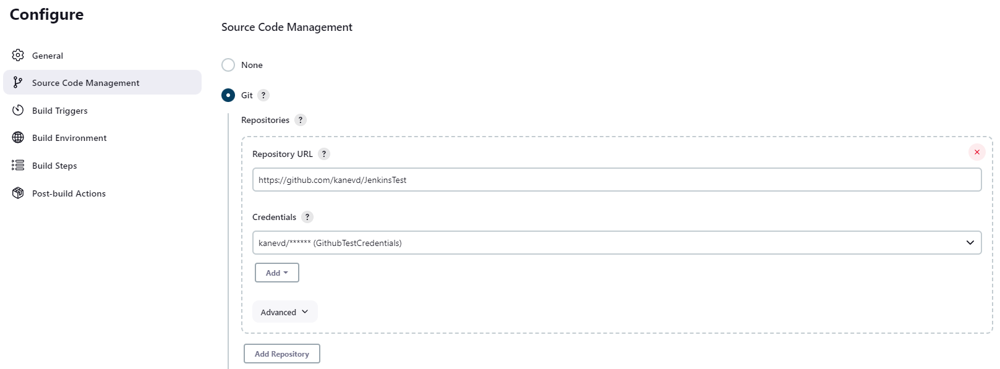 Configure
General
Source Code Management
Build Triggers
Build Environment
Build Steps
Post-build Actions
Source Code Management
None
Git ?
Repositories ?
Repository URL ?
https://github.com/kanevd/JenkinsTest
Credentials ?
kanevd/****** (GithubTestCredentials)
Add
Advanced
Add Repository